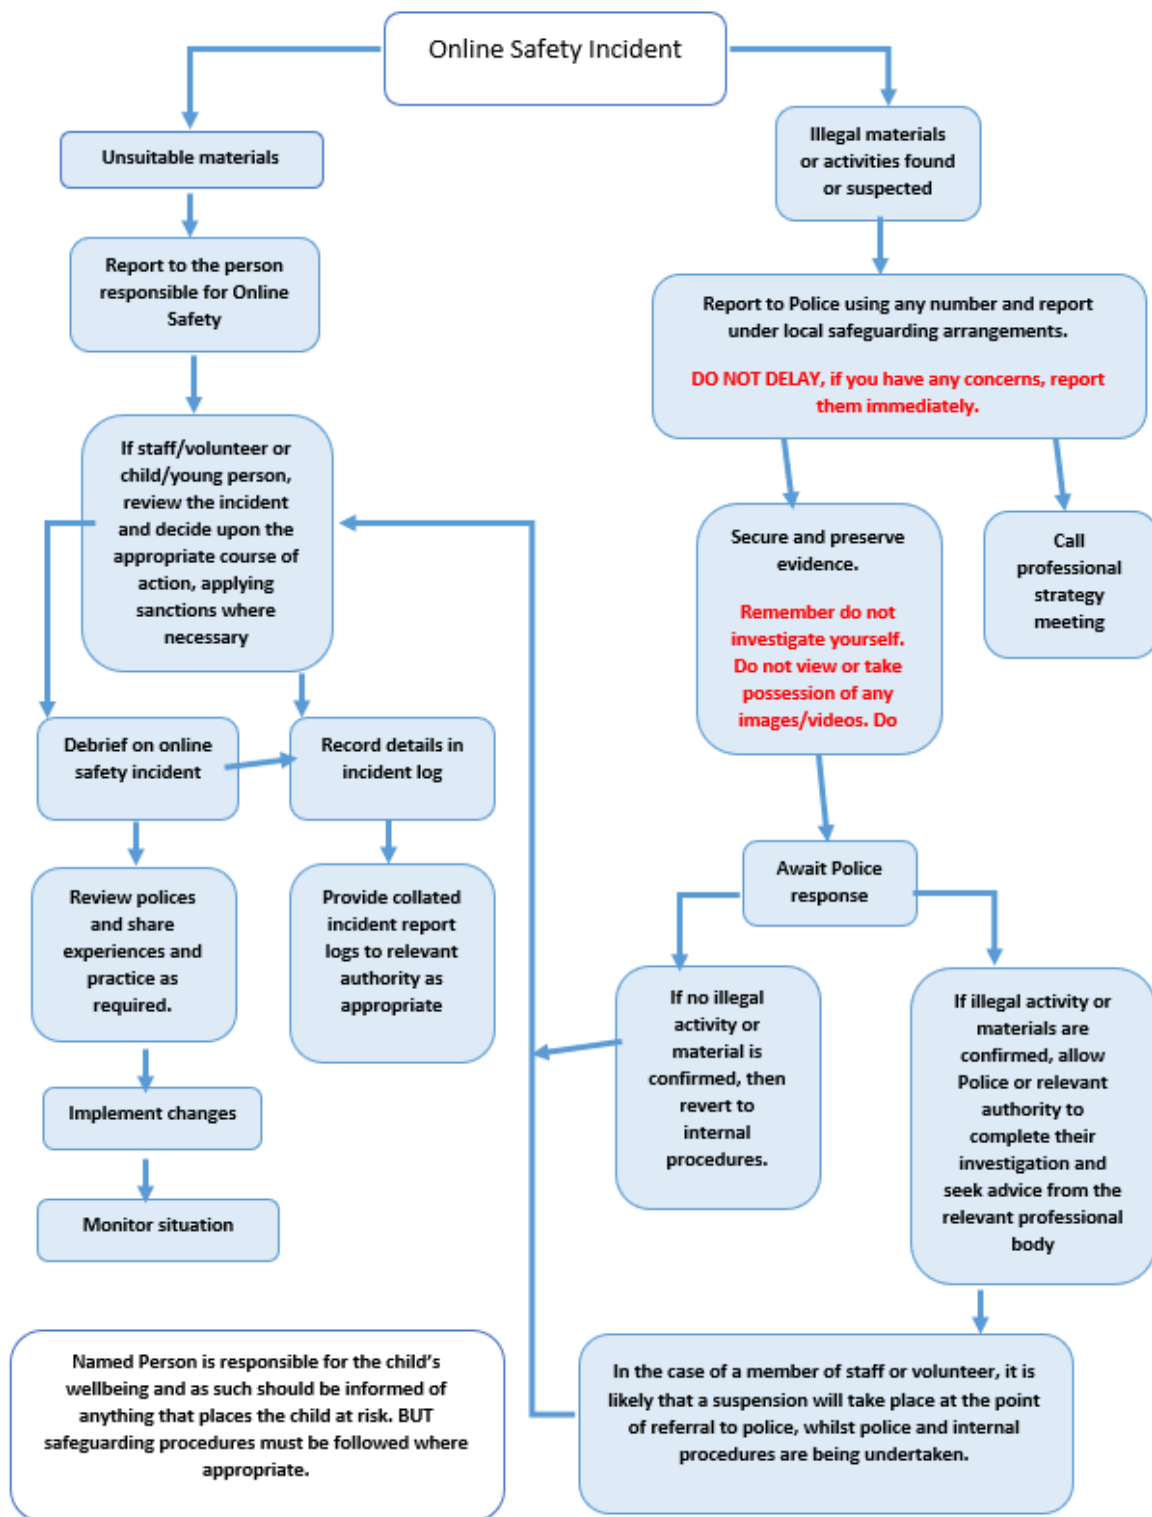 Online Safety Incident
Unsuitable materials
Report to the person
responsible for Online
Safety
If staff/volunteer or
child/young person,
review the incident
and decide upon the
appropriate course of
action, applying
sanctions where
necessary
Debrief on online
safety incident
Record details in
incident log
Review polices
and share
experiences and
practice as
required.
Provide collated
incident report
logs to relevant
authority as
appropriate
Implement changes
Monitor situation
Named Person is responsible for the child's
wellbeing and as such should be informed of
anything that places the child at risk. BUT
safeguarding procedures must be followed where
appropriate.
Illegal materials
or activities found
or suspected
Report to Police using any number and report
under local safeguarding arrangements.
DO NOT DELAY, if you have any concerns, report
them immediately.
Secure and preserve
evidence.
Remember do not
investigate yourself.
Do not view or take
possession of any
images/videos. Do
Call
professional
strategy
meeting
Await Police
response
If no illegal
activity or
material is
confirmed, then
revert to
internal
procedures.
If illegal activity or
materials are
confirmed, allow
Police or relevant
authority to
complete their
investigation and
seek advice from the
relevant professional
body
In the case of a member of staff or volunteer, it is
likely that a suspension will take place at the point
of referral to police, whilst police and internal
procedures are being undertaken.